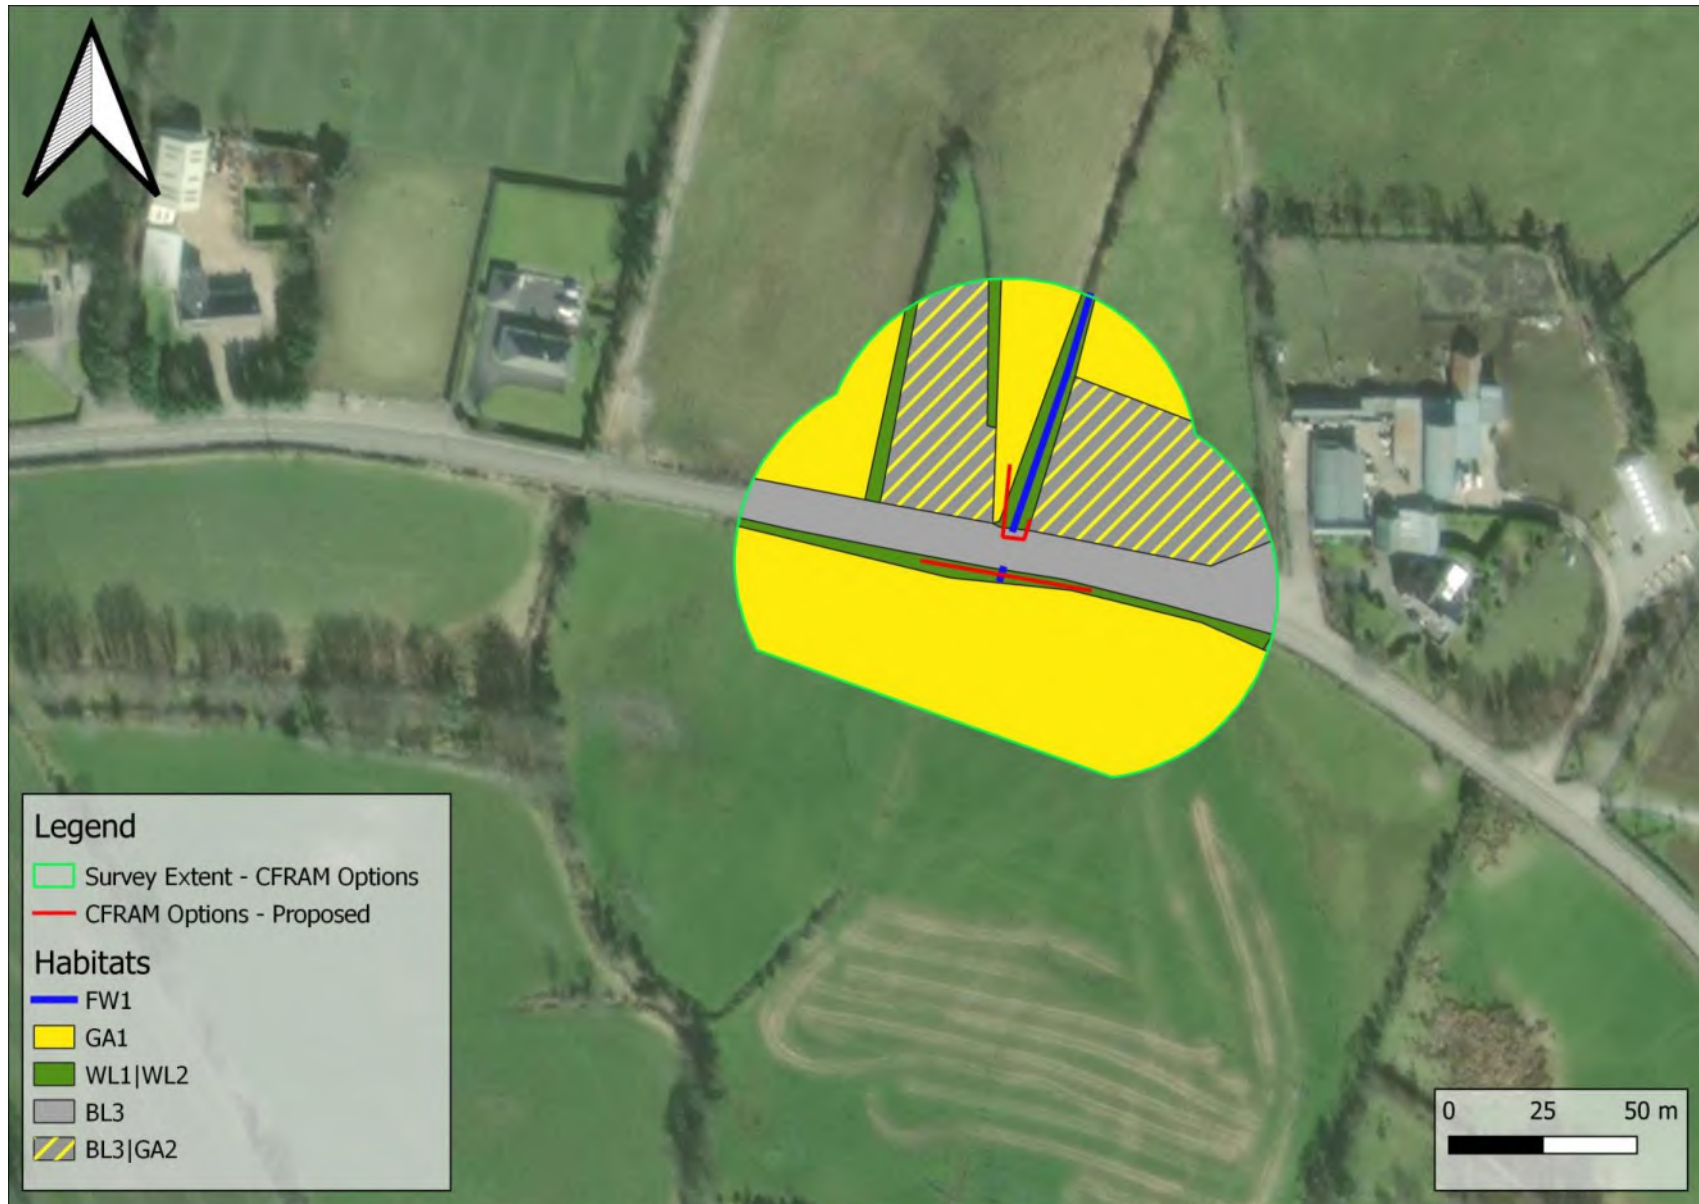 Legend
Survey Extent - CFRAM Options
CFRAM Options - Proposed
Habitats
FW1
GA1
WL1|WL2
BL3
BL3|GA2
0 25 50 m